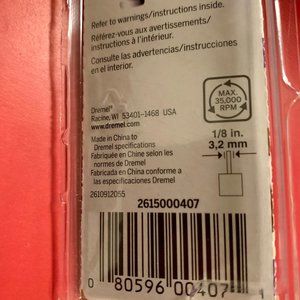 Refer to warnings/instructions inside.
Référez-vous aux avertissements/
instructions à l'intérieur.
Consulte las advertencias/instrucciones
en el interior.
MAX.
35,000
RPM
Dremel®
Racine, WI 53401-1468 USA
www.dremel.com
1/8 in.
3,2 mm
Made in China to
Dremel specifications
Fabriquée en Chine selon les
normes de Dremel
Fabricada en China conforme a
las especificaciones Dremel
2610912055
2615000407
0 80596 00407